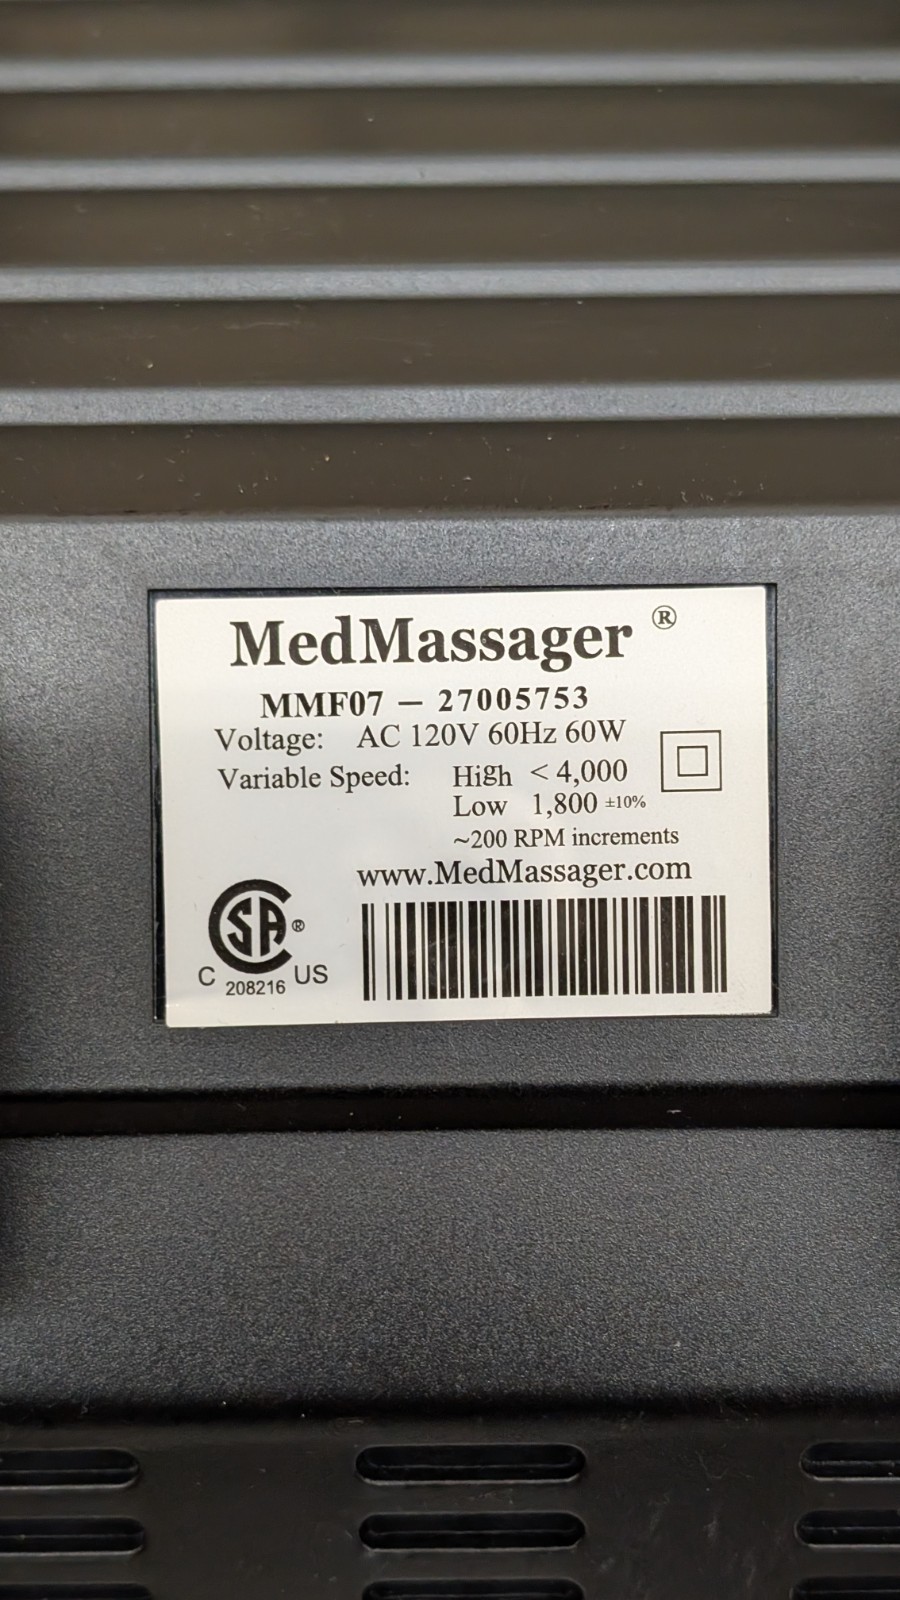 MedMassager ®
MMF07 – 27005753
Voltage: AC 120V 60Hz 60W
Variable Speed: High < 4,000
Low 1,800 ±10%
~200 RPM increments
www.MedMassager.com
CSA ®
C US
208216